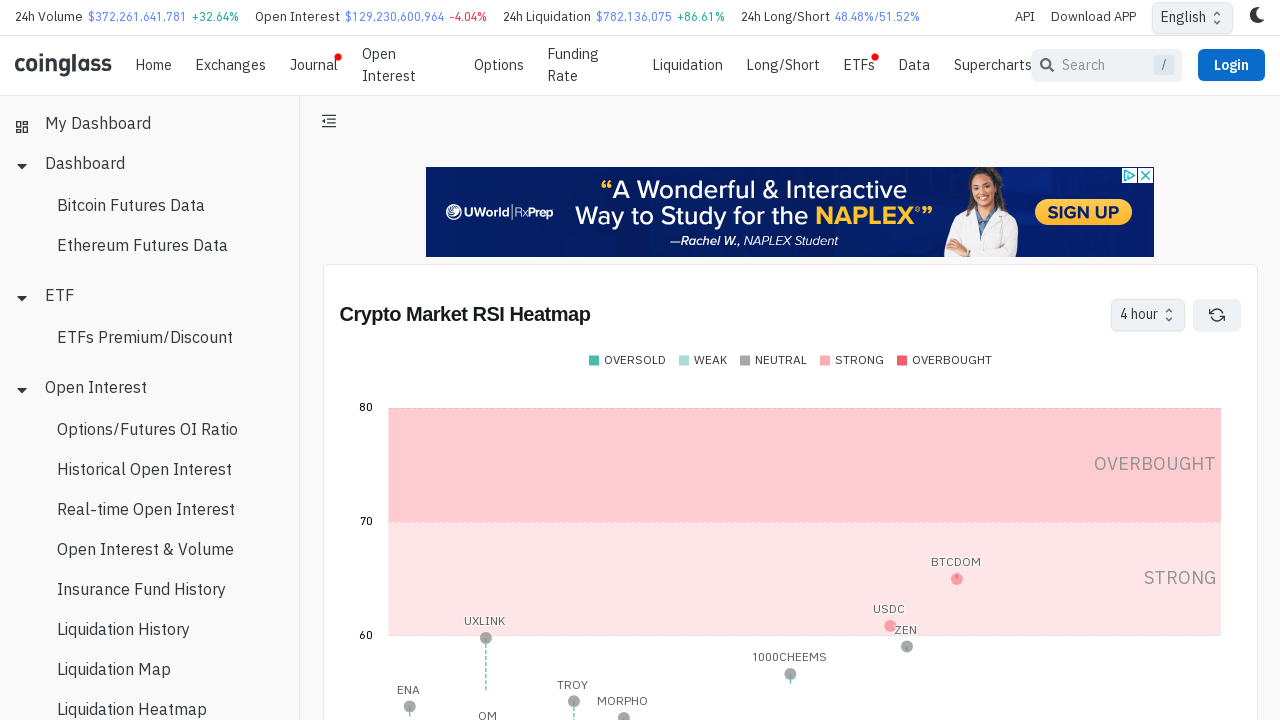 24h Volume $372,261,641,781 +32.64% Open Interest $129,230,600,964 -4.04% 24h Liquidation $782,136,075 +86.61% 24h Long/Short 48.48%/51.52% API Download APP English
coinglass Home Exchanges Journal Open Interest Options Funding Rate Liquidation Long/Short ETFs Data Supercharts Search / Login
My Dashboard
Dashboard
Bitcoin Futures Data
Ethereum Futures Data
ETF
ETFs Premium/Discount
Open Interest
Options/Futures OI Ratio
Historical Open Interest
Real-time Open Interest
Open Interest & Volume
Insurance Fund History
Liquidation History
Liquidation Map
Liquidation Heatmap
UWorld | RxPrep
“A Wonderful & Interactive
Way to Study for the NAPLEX®”
—Rachel W., NAPLEX Student
SIGN UP
Crypto Market RSI Heatmap
4 hour
OVERSOLD WEAK NEUTRAL STRONG OVERBOUGHT
80
OVERBOUGHT
70
BTCDOM
STRONG
USDC
UXLINK
ZEN
60
1000CHEEMS
TROY
ENA
MORPHO
OM